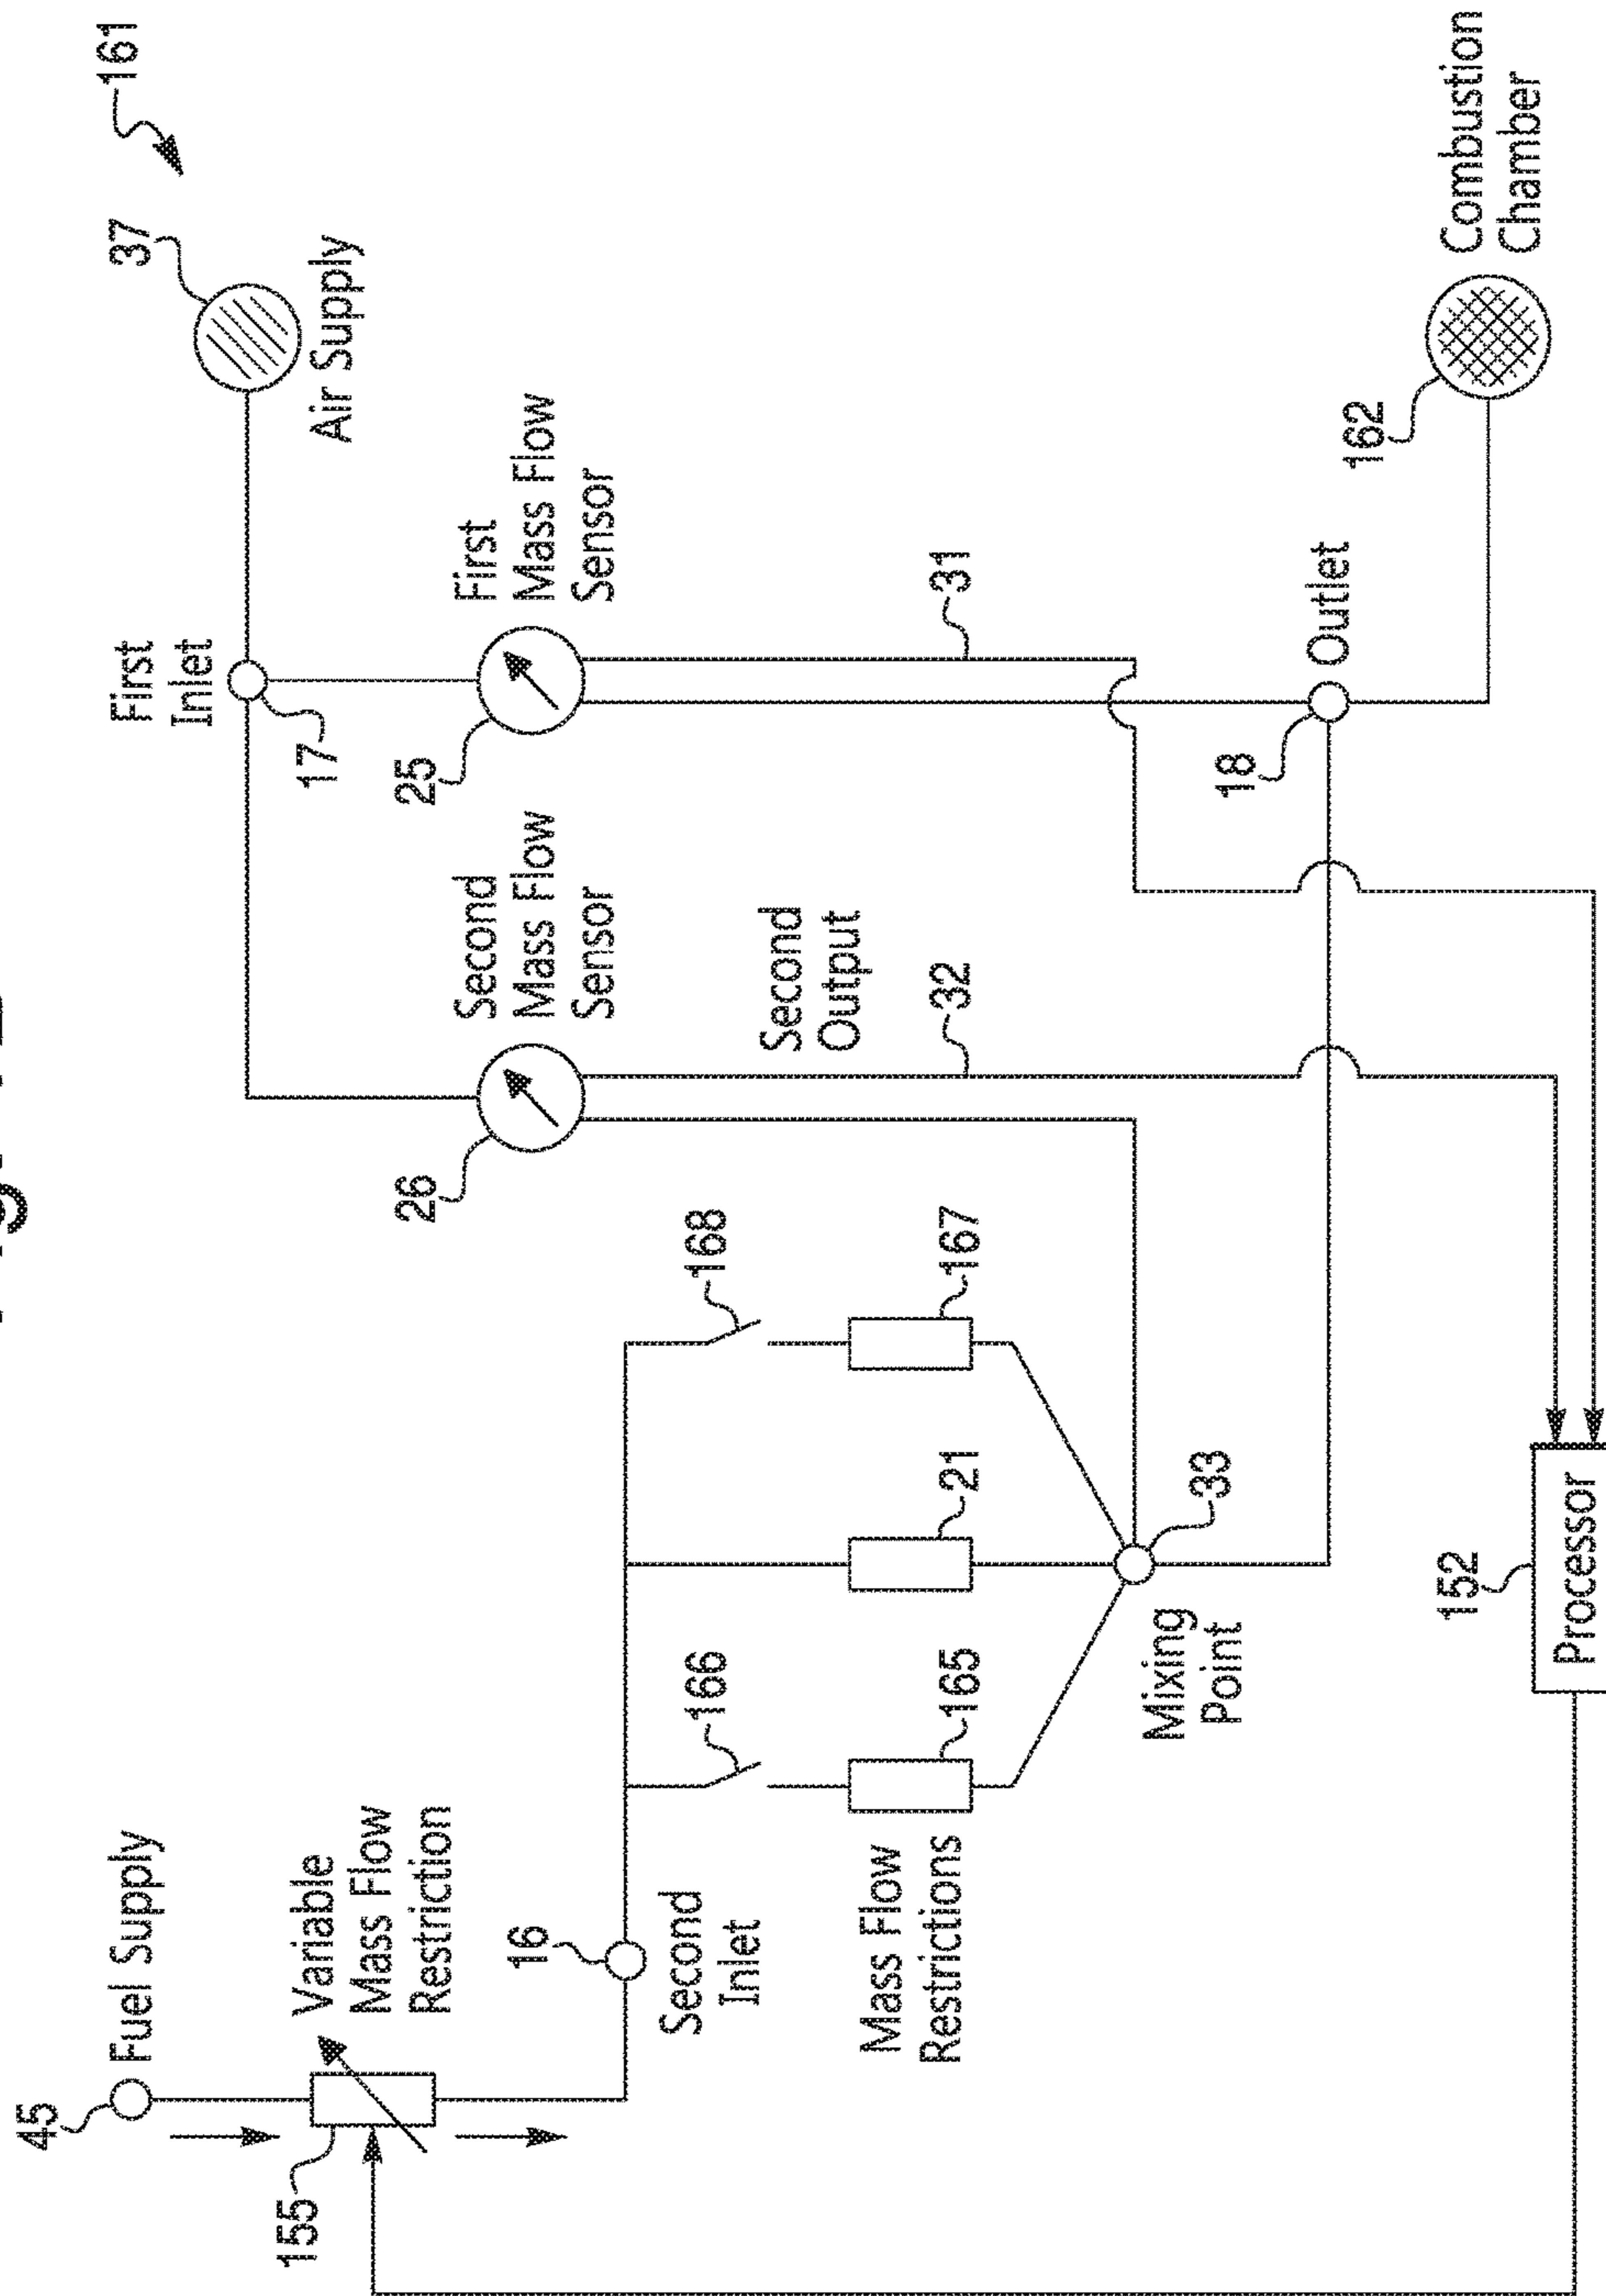 45
Fuel Supply
155
Variable
Mass Flow
Restriction
First
Inlet
17
37
Air Supply
161
16
Second
Inlet
26
Second
Mass Flow
Sensor
25
First
Mass Flow
Sensor
166
168
Second
Output
Mass Flow
Restrictions
165
21
167
32
31
Mixing
Point
33
18
Outlet
162
Combustion
Chamber
152
Processor